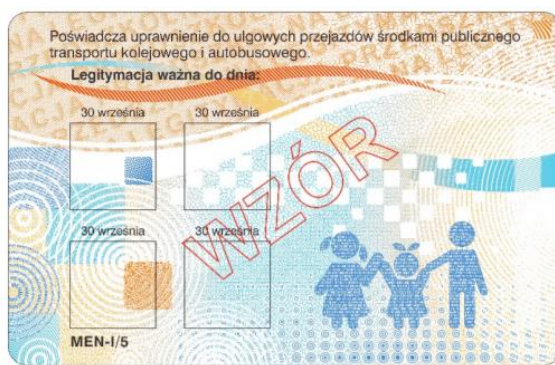 Poświadcza uprawnienie do ulgowych przejazdów środkami publicznego
transportu kolejowego i autobusowego.
Legitymacja ważna do dnia:
30 września 30 września
WZÓR
30 września 30 września
MEN-I/5